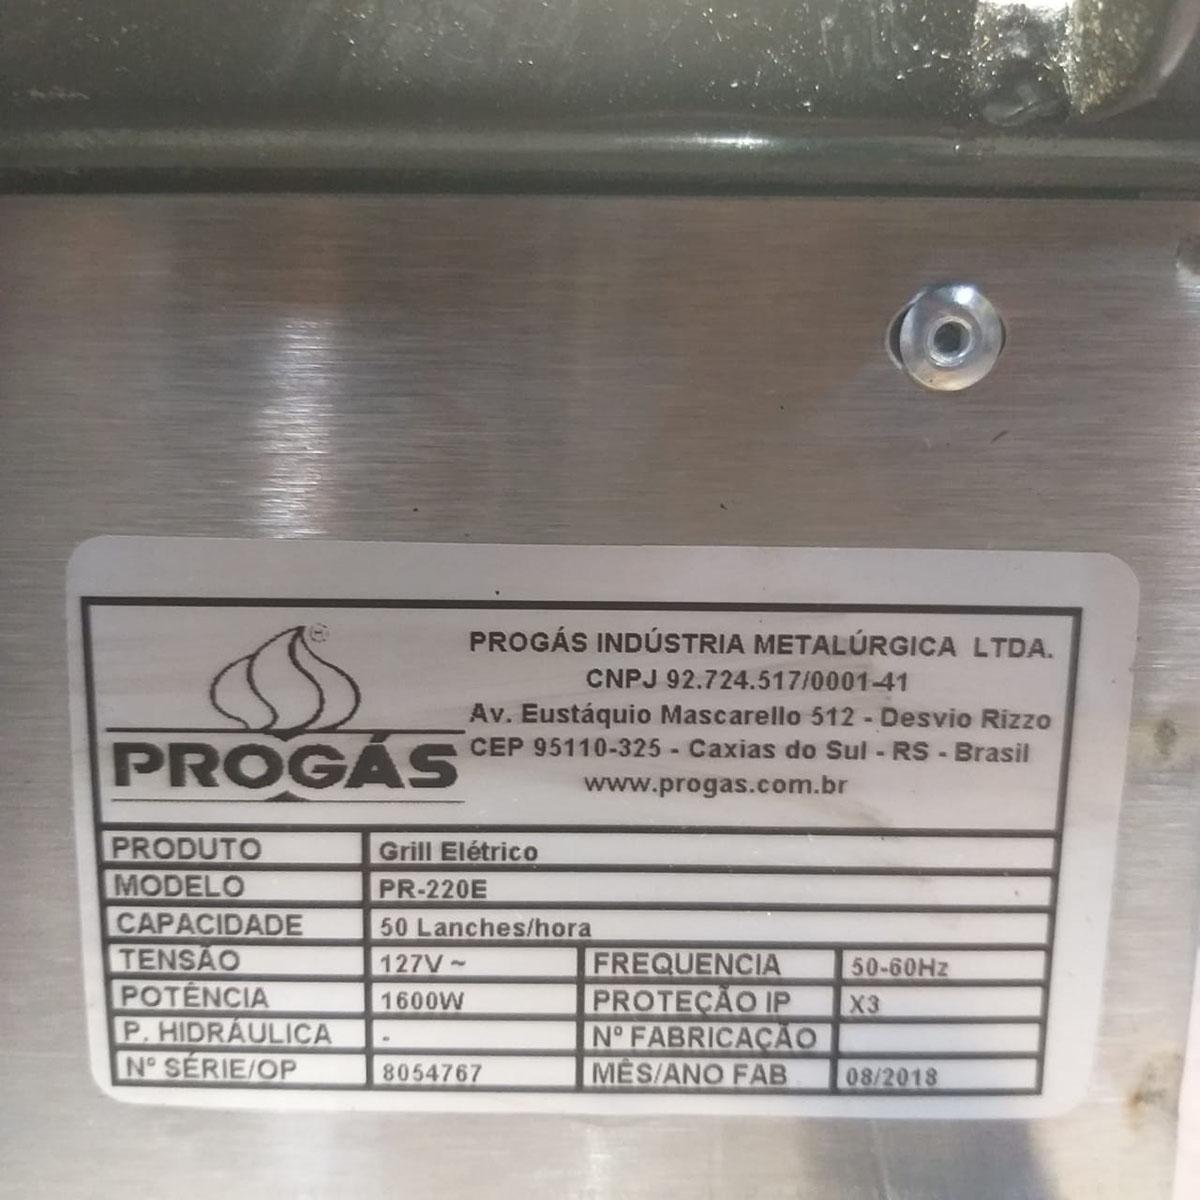 PROGÁS INDÚSTRIA METALÚRGICA LTDA.
CNPJ 92.724.517/0001-41
Av. Eustáquio Mascarello 512 - Desvio Rizzo
CEP 95110-325 - Caxias do Sul - RS - Brasil
www.progas.com.br
®
PROGÁS
PRODUTO Grill Elétrico
MODELO PR-220E
CAPACIDADE 50 Lanches/hora
TENSÃO 127V ~ FREQUENCIA 50-60Hz
POTÊNCIA 1600W PROTEÇÃO IP X3
P. HIDRÁULICA - Nº FABRICAÇÃO
Nº SÉRIE/OP 8054767 MÊS/ANO FAB 08/2018